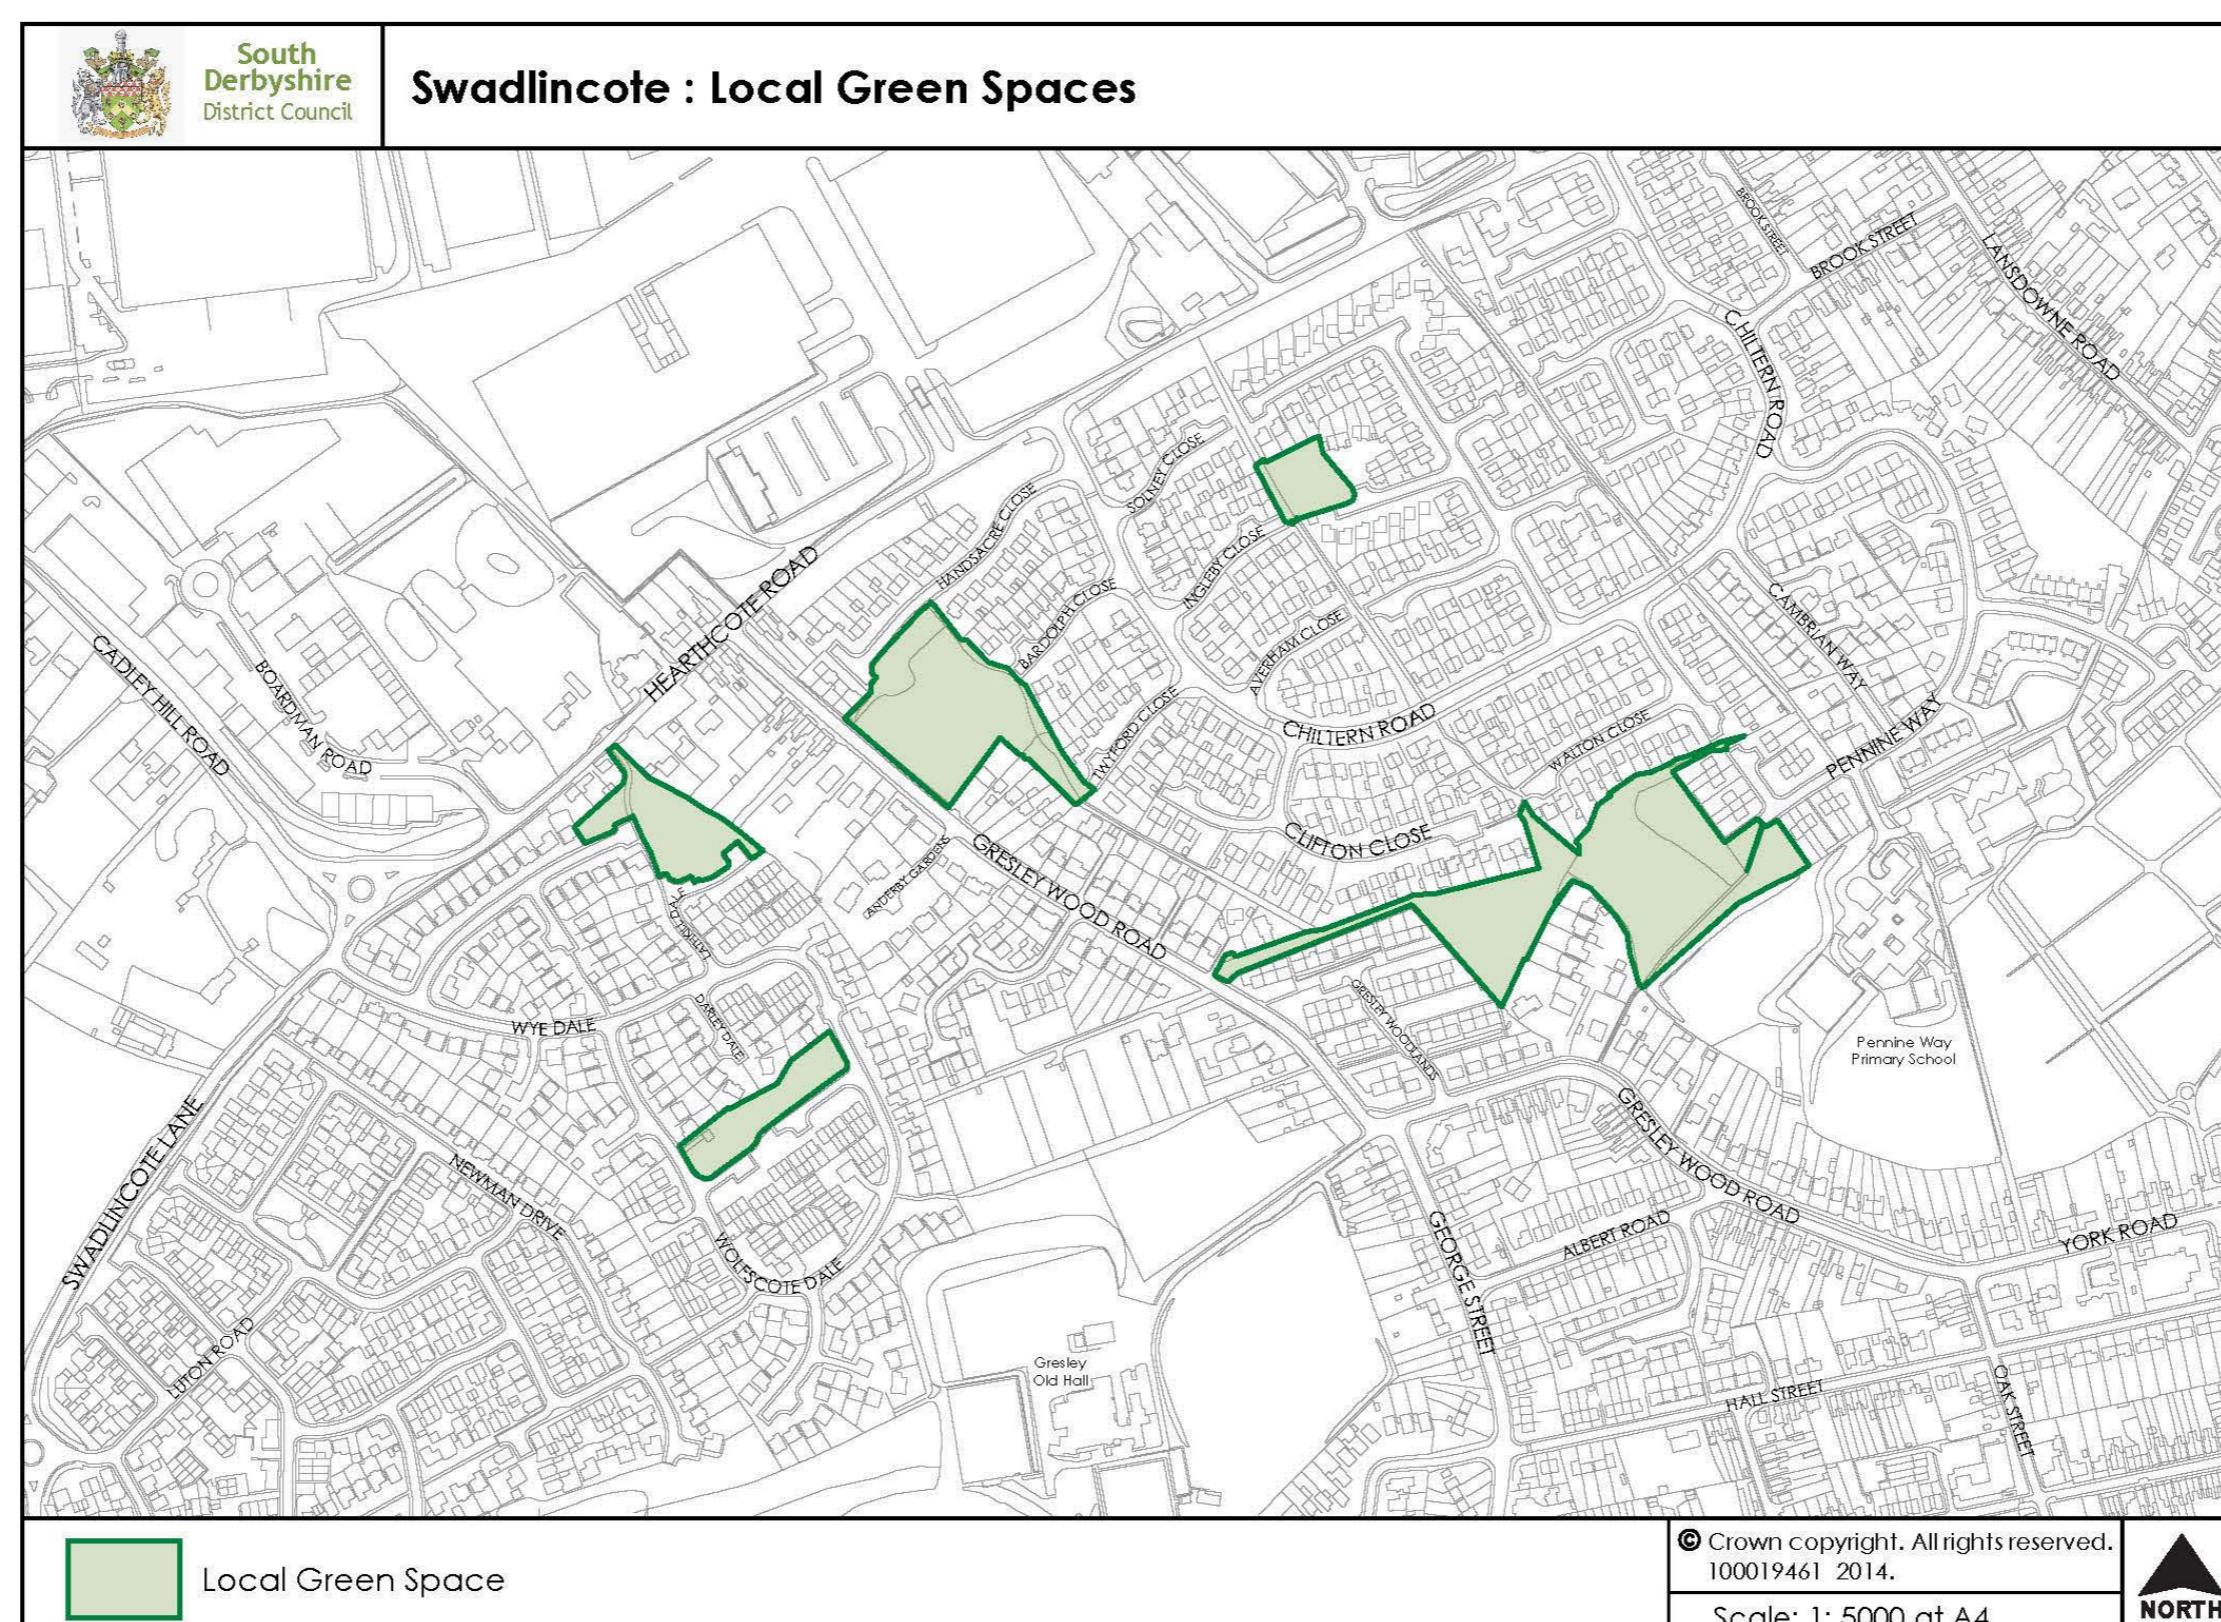 South
Derbyshire
District Council
Swadlincote : Local Green Spaces
BROOK STREET
BROOK STREET
LANSDOWNE ROAD
CHILTERN ROAD
SOLNEY CLOSE
HANDSACRE CLOSE
INGLEBY CLOSE
HEARTHCOTE ROAD
BARDOLPH CLOSE
AVERHAM CLOSE
CAMBRIAN WAY
CADLEY HILL ROAD
BOARDMAN ROAD
TWYFORD CLOSE
CHILTERN ROAD
WALTON CLOSE
PENNINE WAY
CLIFTON CLOSE
ANDERBY GARDENS
GRESLEY WOOD ROAD
LATHKILL DALE
DARLEY DALE
WYE DALE
GRESLEY WOODLANDS
Pennine Way
Primary School
SWADLINCOTE LANE
NEWMAN DRIVE
WOLFSCOTE DALE
GRESLEY WOOD ROAD
GEORGE STREET
ALBERT ROAD
YORK ROAD
LUTON ROAD
Gresley
Old Hall
HALL STREET
OAK STREET
Local Green Space
© Crown copyright. All rights reserved.
100019461 2014.
Scale: 1: 5000 at A4
NORTH